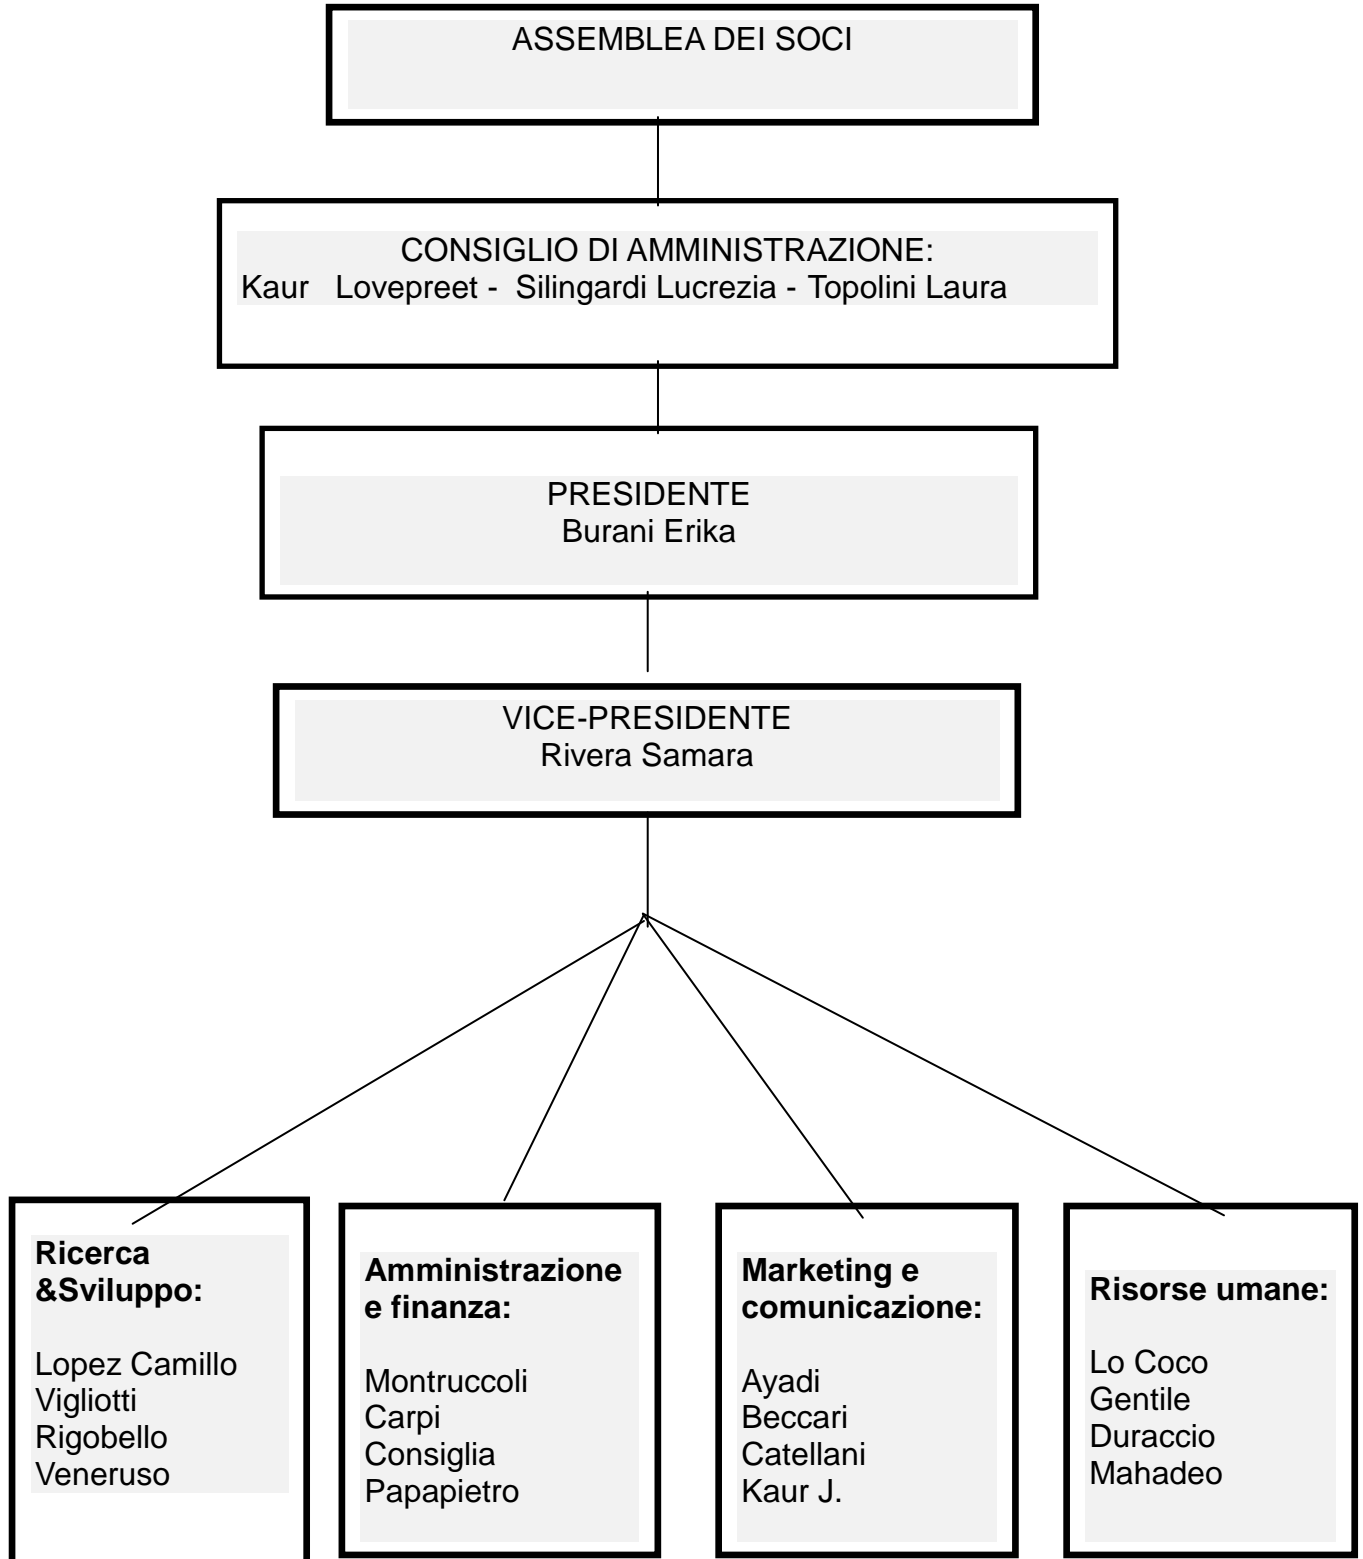 ASSEMBLEA DEI SOCI
CONSIGLIO DI AMMINISTRAZIONE:
Kaur Lovepreet - Silingardi Lucrezia - Topolini Laura
PRESIDENTE
Burani Erika
VICE-PRESIDENTE
Rivera Samara
Ricerca
&Sviluppo:
Lopez Camillo
Vigliotti
Rigobello
Veneruso
Amministrazione
e finanza:
Montruccoli
Carpi
Consiglia
Papapietro
Marketing e
comunicazione:
Ayadi
Beccari
Catellani
Kaur J.
Risorse umane:
Lo Coco
Gentile
Duraccio
Mahadeo